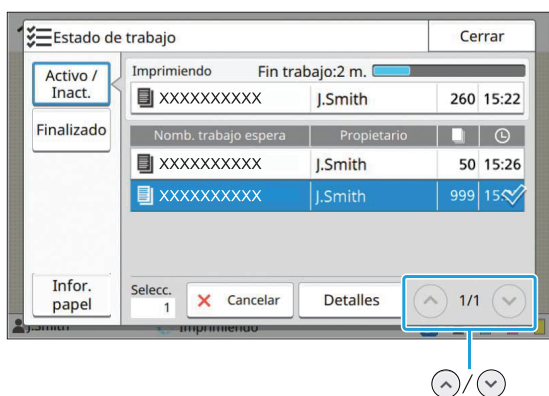 Estado de trabajo
Cerrar
Activo /
Inact.
Finalizado
Infor.
papel
Imprimiendo Fin trabajo:2 m.
XXXXXXXXXX J.Smith 260 15:22
Nomb. trabajo espera Propietario
XXXXXXXXXX J.Smith 50 15:26
XXXXXXXXXX J.Smith 999
Selecc.
1
Cancelar
Detalles
1/1
J.Smith Imprimiendo
/